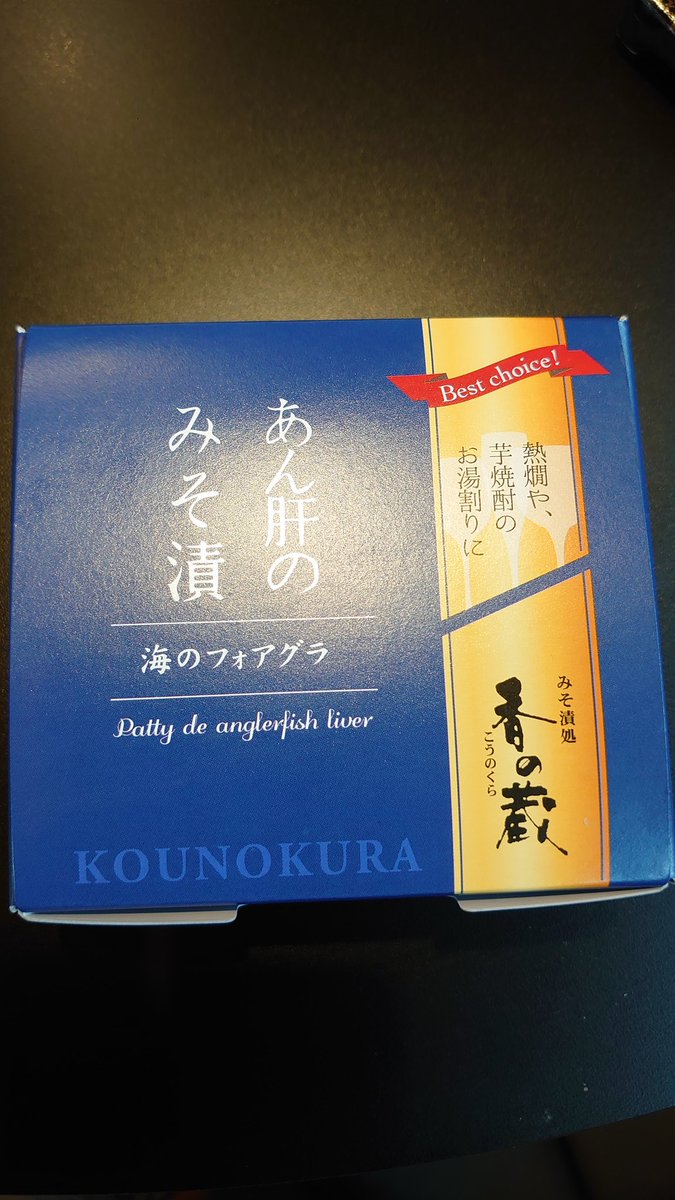 あん肝の
みそ漬
海のフォアグラ
Patty de anglerfish liver
KOUNOKURA
Best choice!
熱燗や、
芋焼酎の
お湯割りに
みそ漬処
香の蔵
こうのくら